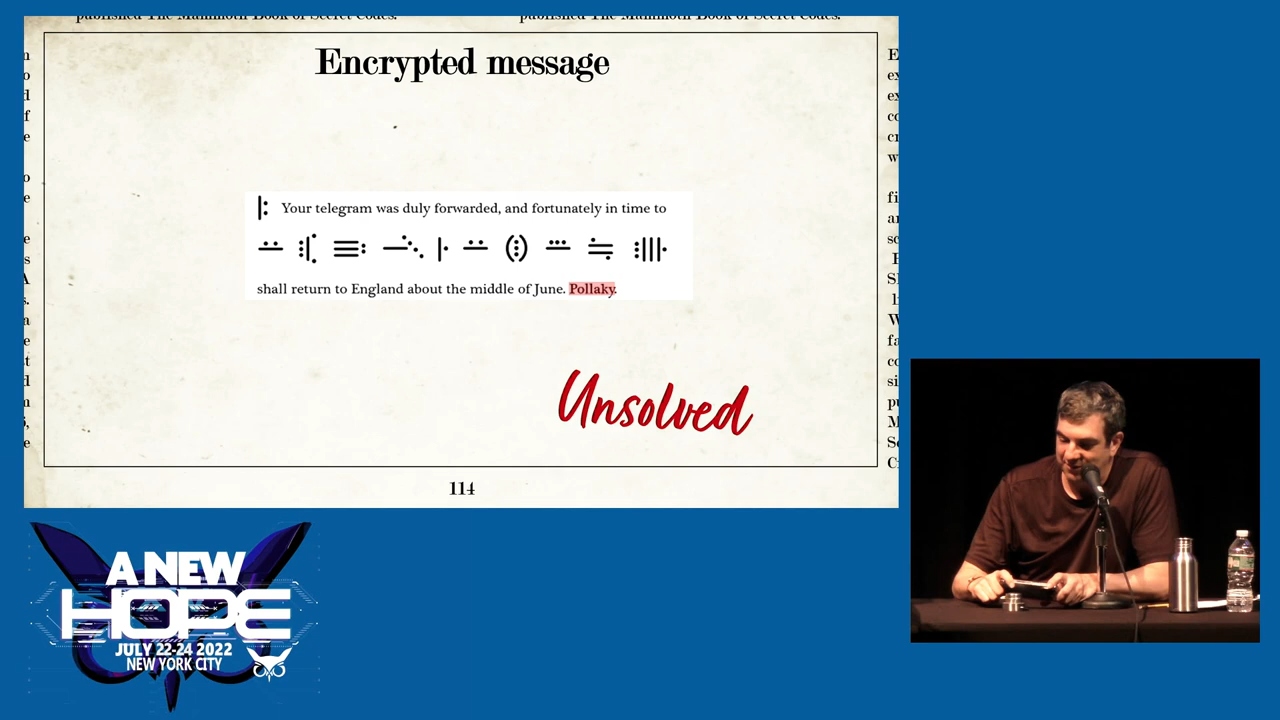 published The Mammoth Book of Secret Codes.
published The Mammoth Book of Secret Codes.
Encrypted message
Your telegram was duly forwarded, and fortunately in time to
shall return to England about the middle of June. Pollaky.
Unsolved
114
A NEW
HOPE
JULY 22-24 2022
NEW YORK CITY